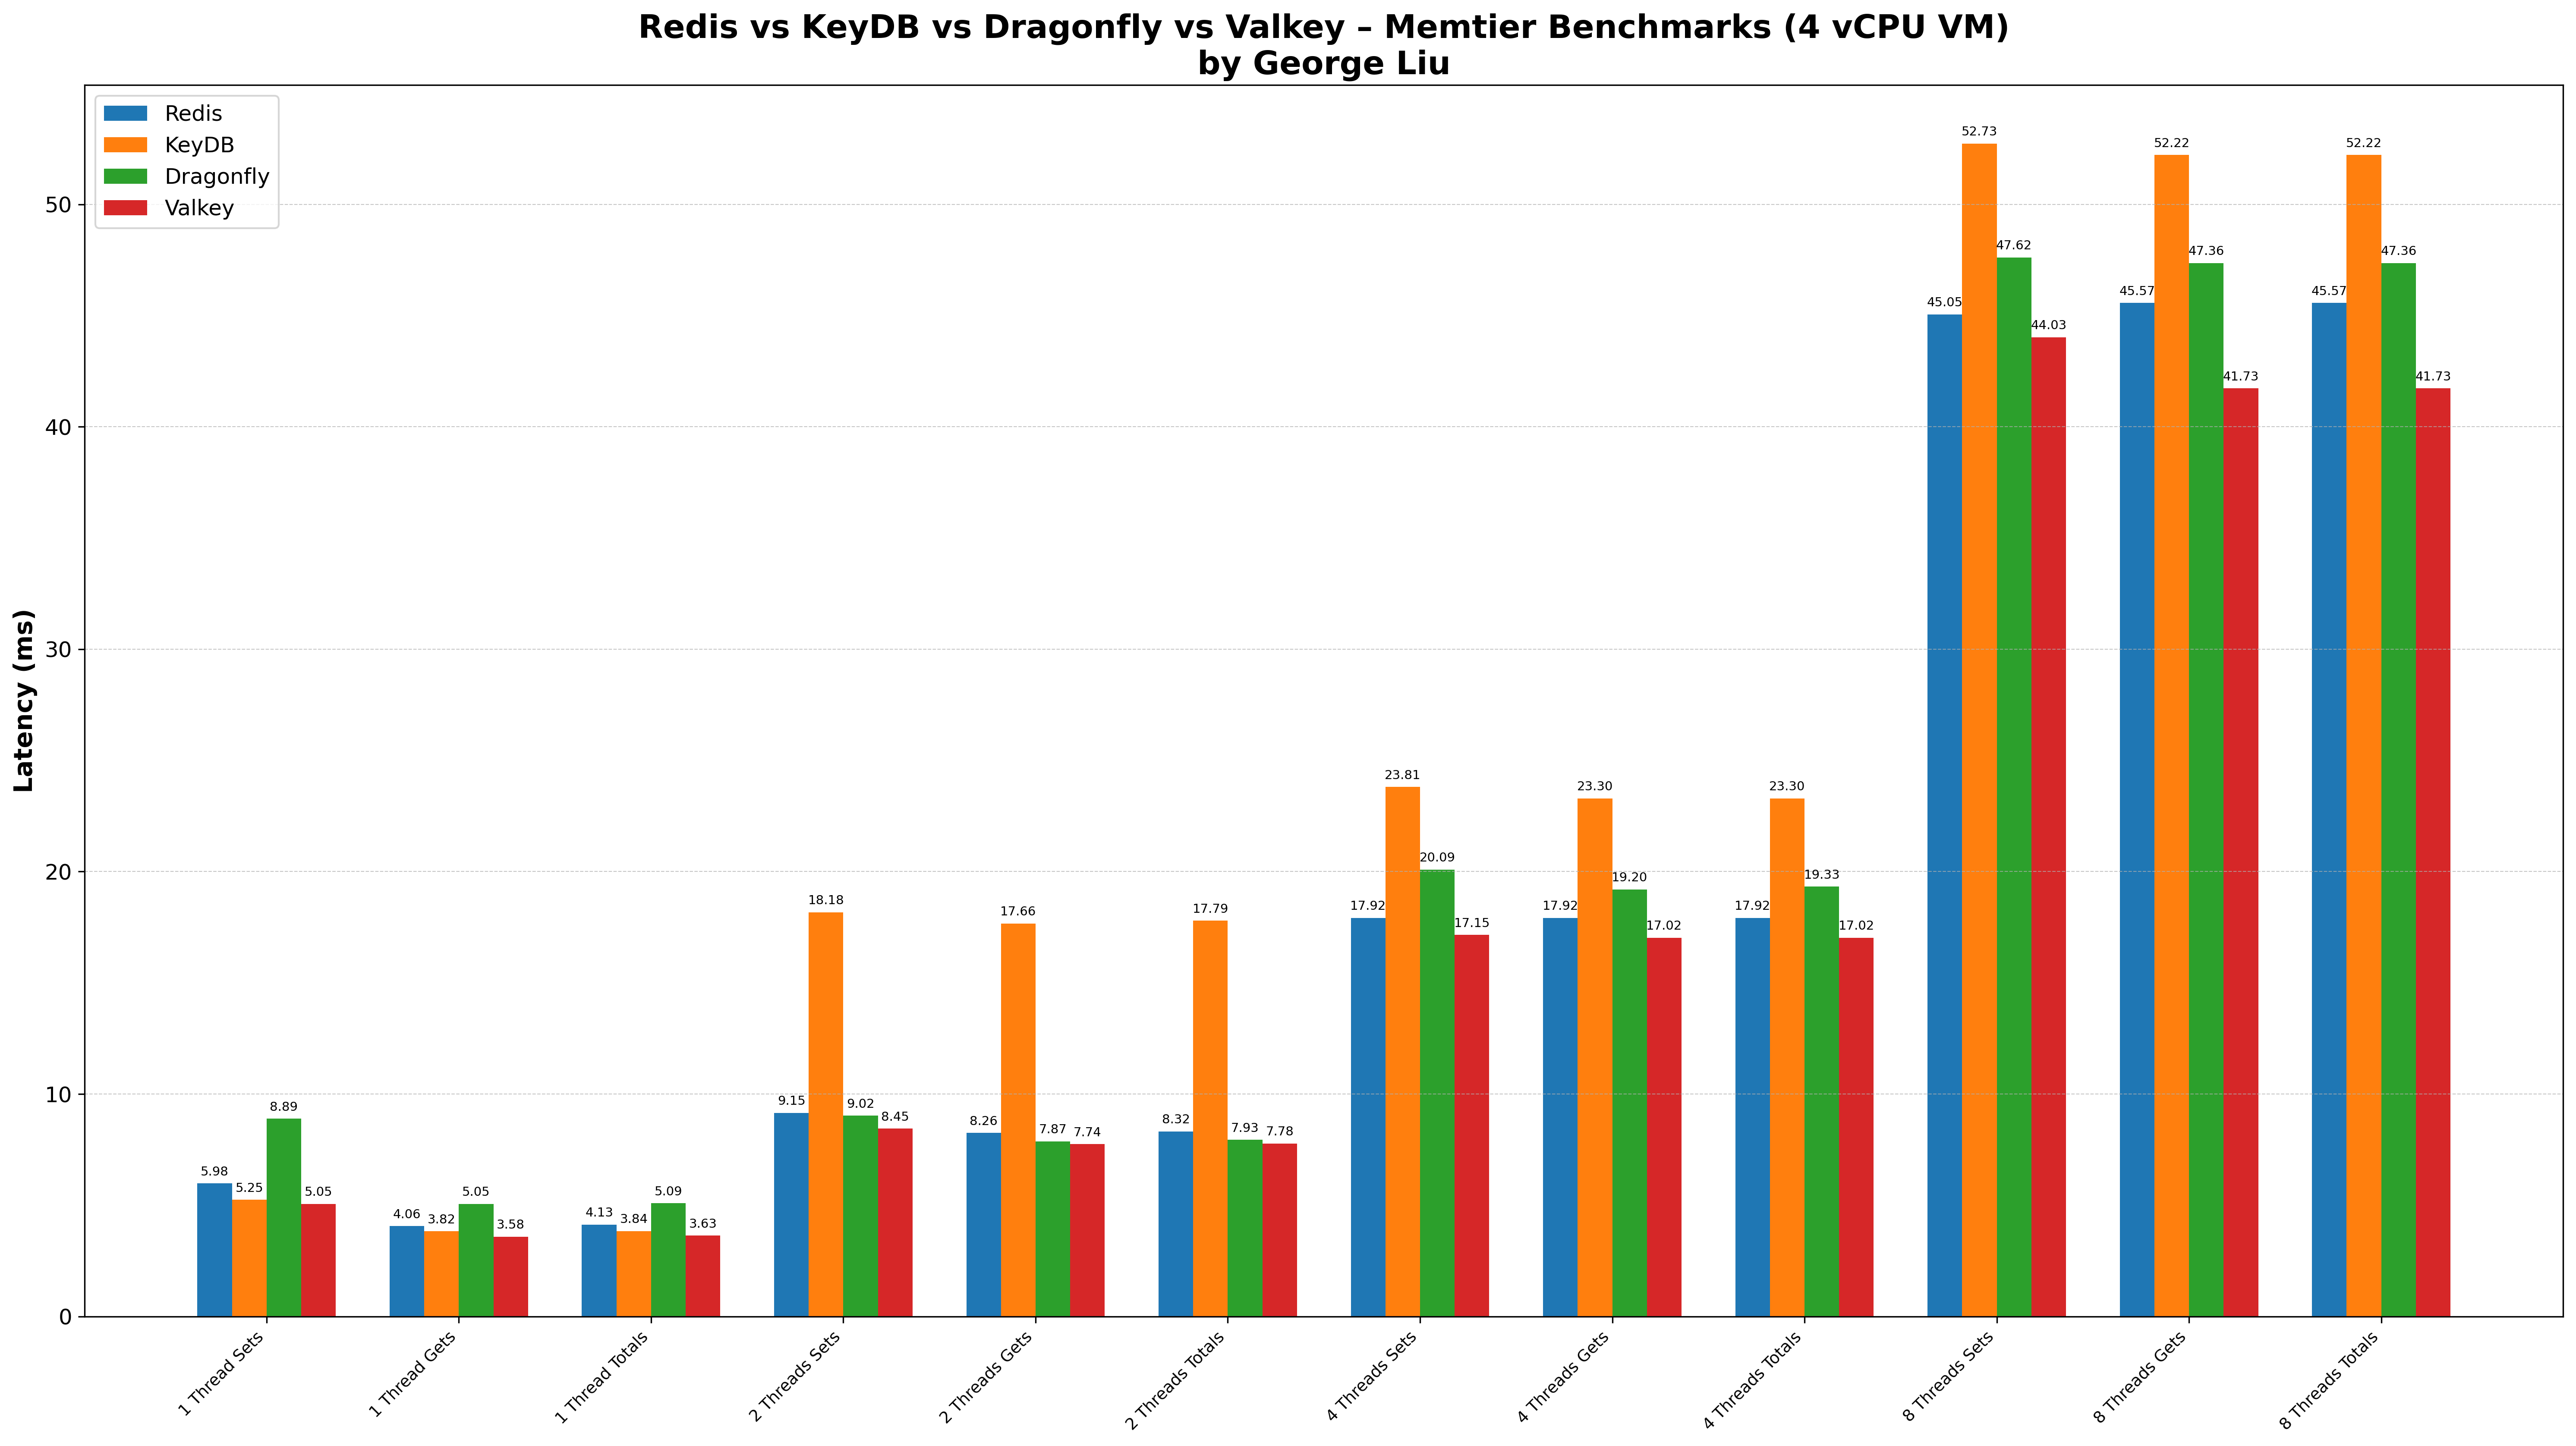 Redis vs KeyDB vs Dragonfly vs Valkey – Memtier Benchmarks (4 vCPU VM)
by George Liu
Redis
KeyDB
Dragonfly
Valkey
Latency (ms)
50
40
30
20
10
0
5.98 5.25 8.89 5.05
4.06 3.82 5.05 3.58
4.13 3.84 5.09 3.63
9.15 18.18 9.02 8.45
8.26 17.66 7.87 7.74
8.32 17.79 7.93 7.78
17.92 23.81 20.09 17.15
17.92 23.30 19.20 17.02
17.92 23.30 19.33 17.02
45.05 52.73 47.62 44.03
45.57 52.22 47.36 41.73
45.57 52.22 47.36 41.73
1 Thread Sets
1 Thread Gets
1 Thread Totals
2 Threads Sets
2 Threads Gets
2 Threads Totals
4 Threads Sets
4 Threads Gets
4 Threads Totals
8 Threads Sets
8 Threads Gets
8 Threads Totals